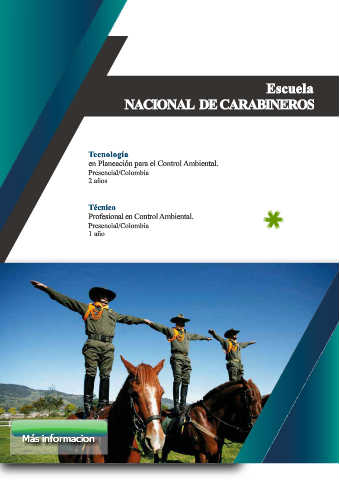 Escuela
NACIONAL DE CARABINEROS
Tecnología
en Planeación para el Control Ambiental.
Presencial/Colombia
2 años
Técnico
Profesional en Control Ambiental.
Presencial/Colombia
1 año
Más informacion